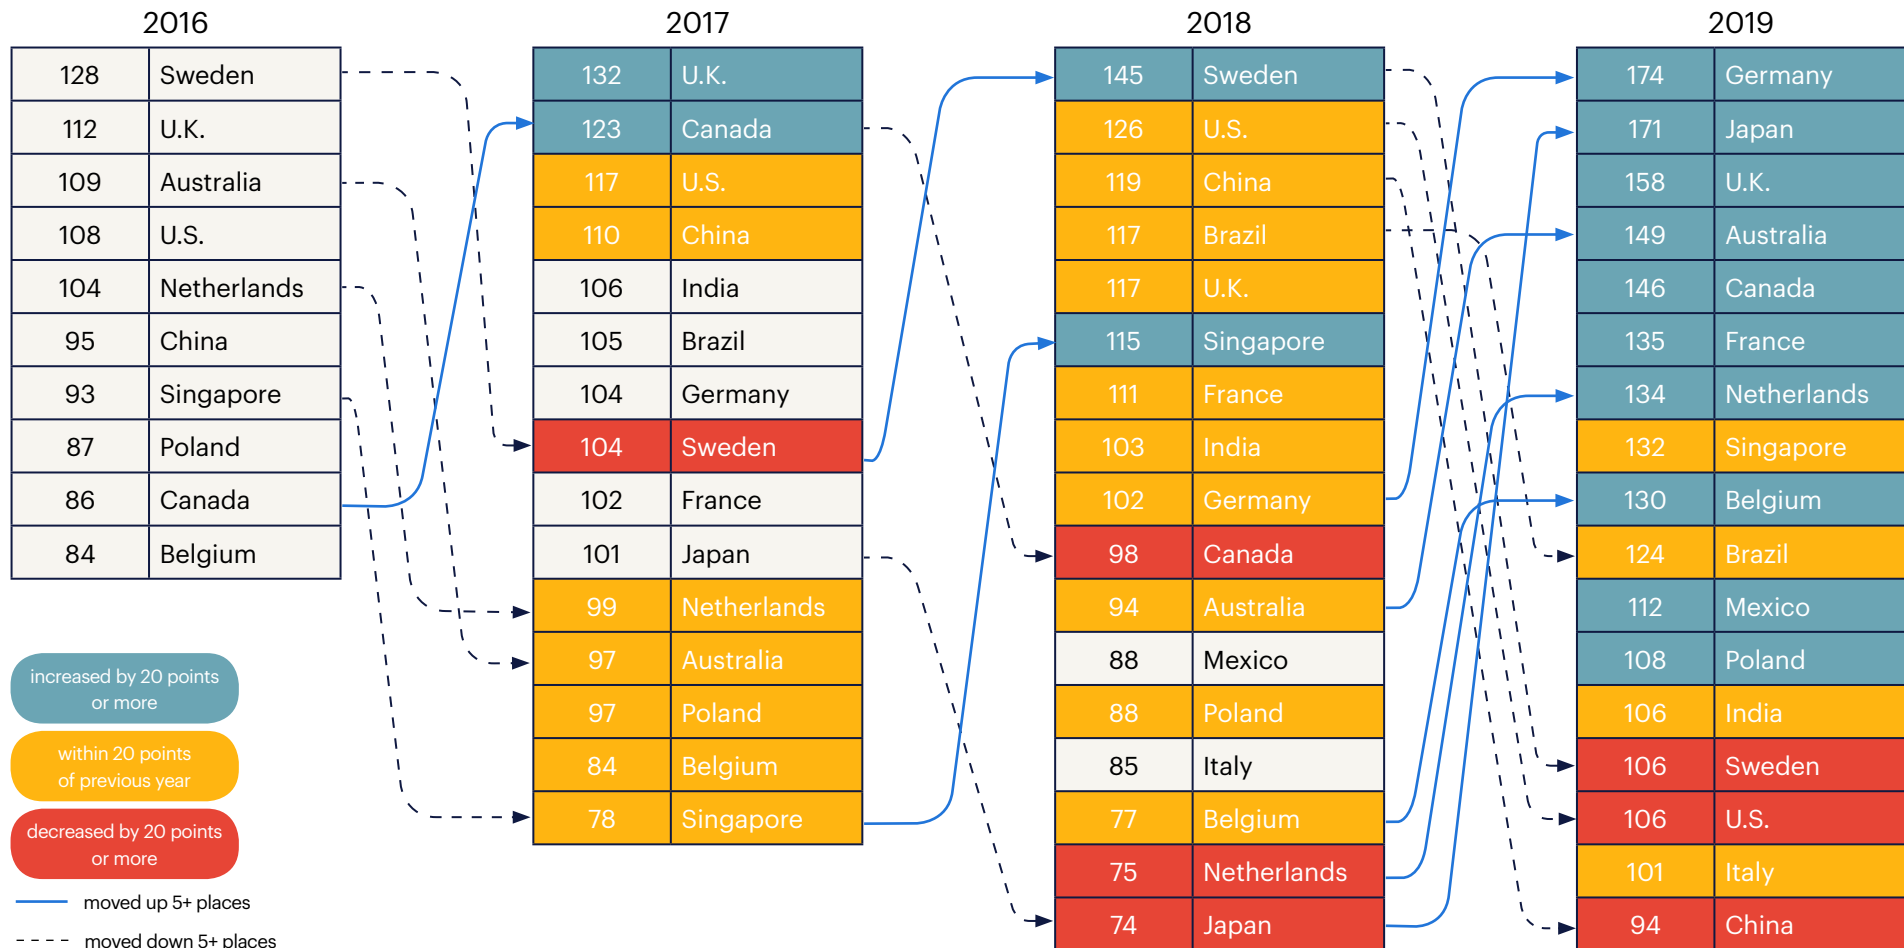 2016
128 Sweden
112 U.K.
109 Australia
108 U.S.
104 Netherlands
95 China
93 Singapore
87 Poland
86 Canada
84 Belgium
increased by 20 points
or more
within 20 points
of previous year
decreased by 20 points
or more
moved up 5+ places
moved down 5+ places
2017
132 U.K.
123 Canada
117 U.S.
110 China
106 India
105 Brazil
104 Germany
104 Sweden
102 France
101 Japan
99 Netherlands
97 Australia
97 Poland
84 Belgium
78 Singapore
2018
145 Sweden
126 U.S.
119 China
117 Brazil
117 U.K.
115 Singapore
111 France
103 India
102 Germany
98 Canada
94 Australia
88 Mexico
88 Poland
85 Italy
77 Belgium
75 Netherlands
74 Japan
2019
174 Germany
171 Japan
158 U.K.
149 Australia
146 Canada
135 France
134 Netherlands
132 Singapore
130 Belgium
124 Brazil
112 Mexico
108 Poland
106 India
106 Sweden
106 U.S.
101 Italy
94 China